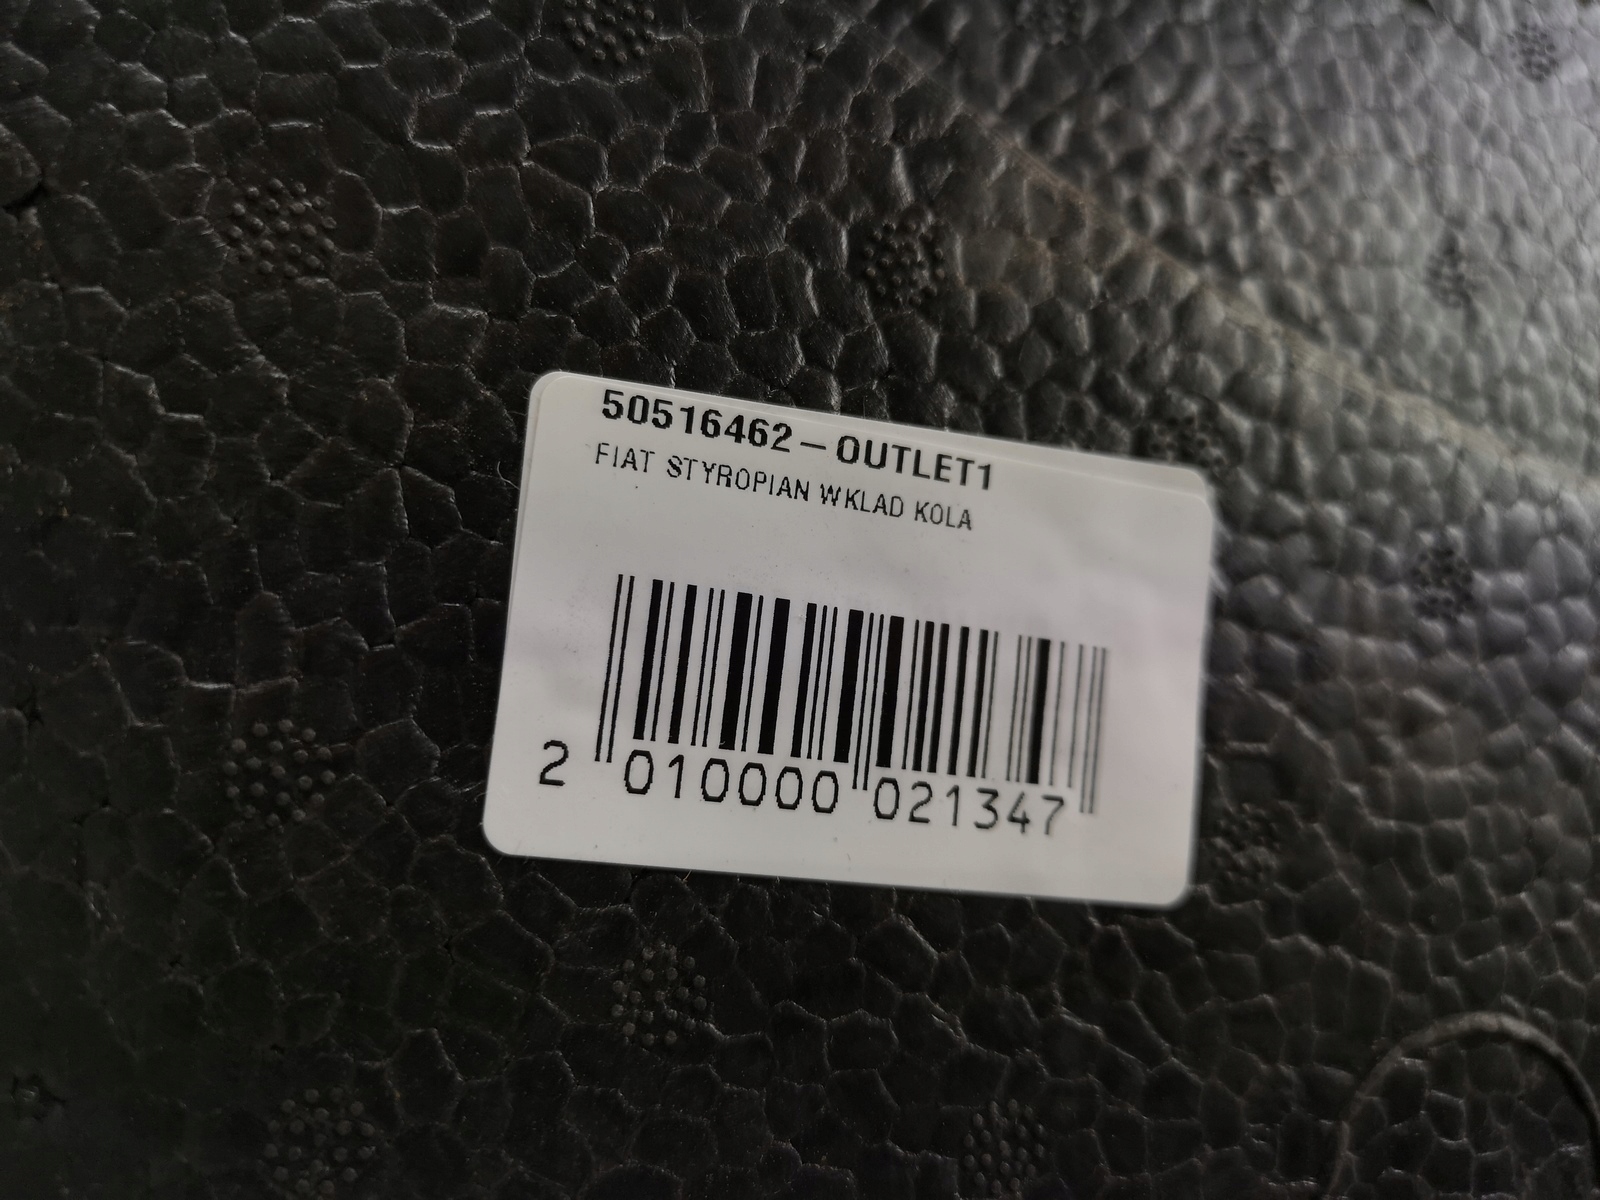 50516462-OUTLET1
FIAT STYROPIAN WKLAD KOLA
2 010000 021347